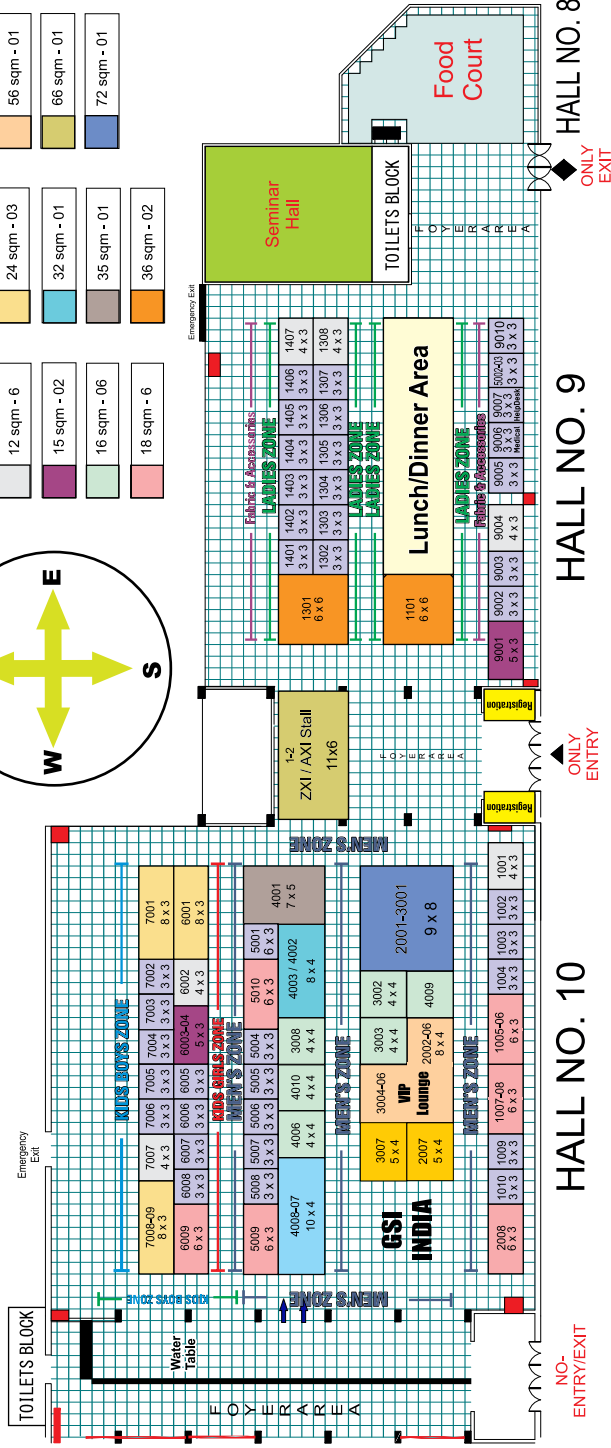 56 sqm - 01
66 sqm - 01
72 sqm - 01
24 sqm - 03
32 sqm - 01
35 sqm - 01
36 sqm - 02
12 sqm - 6
15 sqm - 02
16 sqm - 06
18 sqm - 6
W
E
S
HALL NO. 8
Food
Court
ONLY
EXIT
Seminar
Hall
TOILETS BLOCK
FOYER AREA
Emergency Exit
HALL NO. 9
Fabric & Accessories
LADIES ZONE
1401
3 x 3
1402
3 x 3
1403
3 x 3
1404
3 x 3
1405
3 x 3
1406
3 x 3
1407
4 x 3
1301
6 x 6
1302
3 x 3
1303
3 x 3
1304
3 x 3
1305
3 x 3
1306
3 x 3
1307
3 x 3
1308
4 x 3
LADIES ZONE
LADIES ZONE
1101
6 x 6
Lunch/Dinner Area
LADIES ZONE
Fabric & Accessories
9001
5 x 3
9002
3 x 3
9003
3 x 3
9004
4 x 3
9005
3 x 3
9006
3 x 3
Medical
9007
3 x 3
HelpDesk
5002-03
3 x 3
9010
3 x 3
1-2
ZXI / AXI Stall
11x6
FOYER AREA
Registration
Registration
ONLY
ENTRY
HALL NO. 10
Emergency
Exit
KIDS BOYS ZONE
7008-09
8 x 3
7007
4 x 3
7006
3 x 3
7005
3 x 3
7004
3 x 3
7003
3 x 3
7002
3 x 3
7001
8 x 3
6009
6 x 3
6008
3 x 3
6007
3 x 3
6006
3 x 3
6005
3 x 3
6003-04
5 x 3
6002
4 x 3
6001
8 x 3
KIDS GIRLS ZONE
MEN'S ZONE
5009
6 x 3
5008
3 x 3
5007
3 x 3
5006
3 x 3
5005
3 x 3
5004
3 x 3
5010
6 x 3
5001
6 x 3
4001
7 x 5
4008-07
10 x 4
4006
4 x 4
4010
4 x 4
3008
4 x 4
4003 / 4002
8 x 4
MEN'S ZONE
MEN'S ZONE
GSI
INDIA
3007
5 x 4
2007
5 x 4
3004-06
VIP
Lounge
2002-06
8 x 4
3003
4 x 4
3002
4 x 4
4009
2001-3001
9 x 8
MEN'S ZONE
2008
6 x 3
1010
3 x 3
1009
3 x 3
1007-08
6 x 3
1005-06
6 x 3
1004
3 x 3
1003
3 x 3
1002
3 x 3
1001
4 x 3
KIDS BOYS ZONE
MEN'S ZONE
TOILETS BLOCK
Water
Table
FOYER AREA
NO-
ENTRY/EXIT